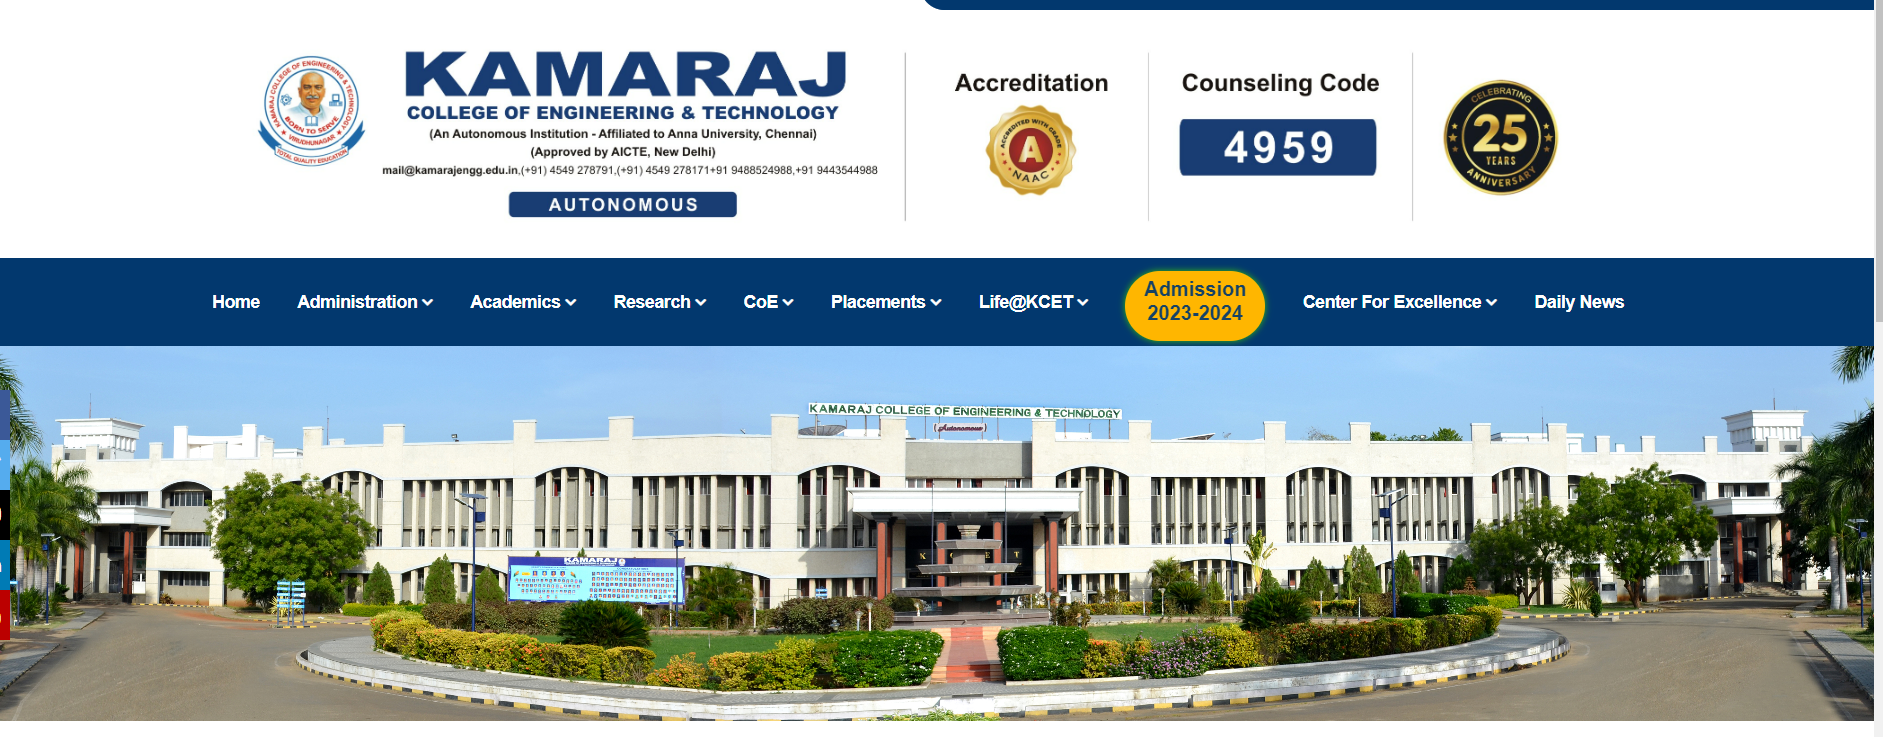 KAMARAJ COLLEGE OF ENGINEERING & TECHNOLOGY
BORN TO SERVE
VIRUDHUNAGAR
TOTAL QUALITY EDUCATION
KAMARAJ
COLLEGE OF ENGINEERING & TECHNOLOGY
(An Autonomous Institution - Affiliated to Anna University, Chennai)
(Approved by AICTE, New Delhi)
mail@kamarajengg.edu.in,(+91) 4549 278791,(+91) 4549 278171+91 9488524988,+91 9443544988
AUTONOMOUS
Accreditation
ACCREDITED WITH GRADE
A
NAAC
Counseling Code
4959
CELEBRATING
25
YEARS
ANNIVERSARY
Home
Administration
Academics
Research
CoE
Placements
Life@KCET
Admission
2023-2024
Center For Excellence
Daily News
KAMARAJ COLLEGE OF ENGINEERING & TECHNOLOGY
(Autonomous)
K C E T
KAMARAJ